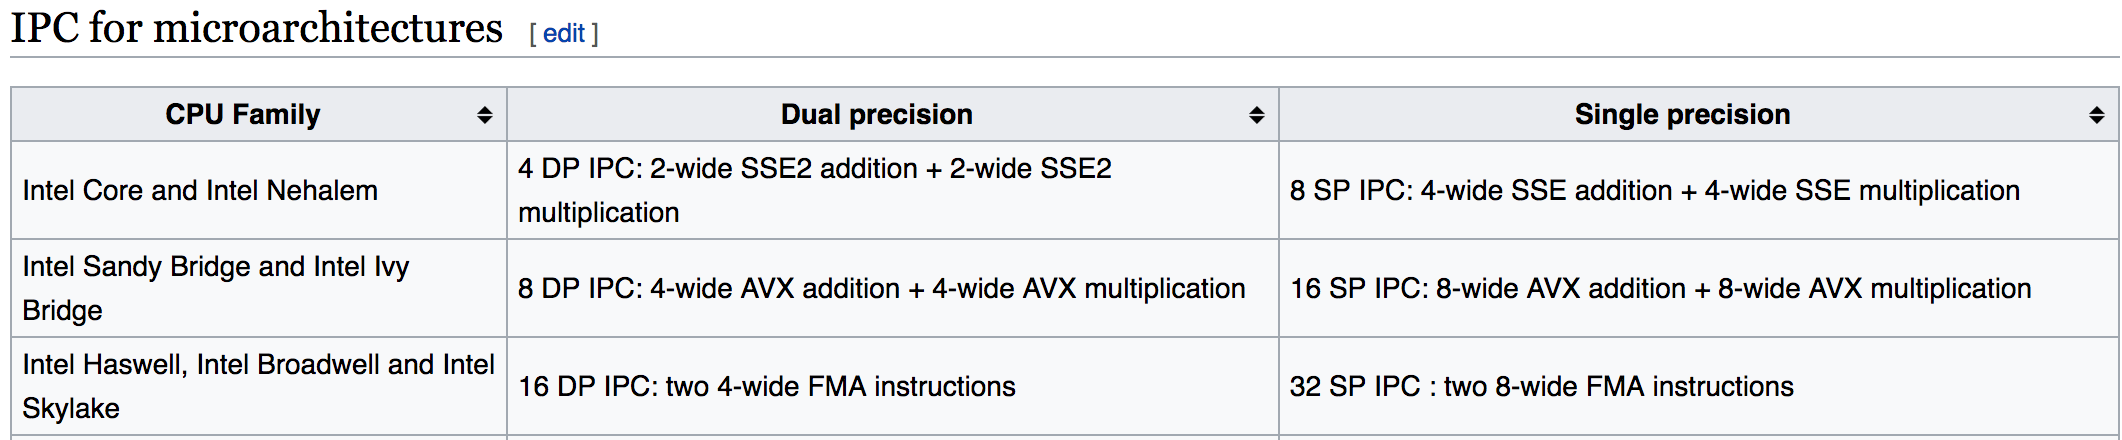 IPC for microarchitectures [ edit ]
CPU Family Dual precision Single precision
Intel Core and Intel Nehalem
4 DP IPC: 2-wide SSE2 addition + 2-wide SSE2
multiplication
8 SP IPC: 4-wide SSE addition + 4-wide SSE multiplication
Intel Sandy Bridge and Intel Ivy
Bridge
8 DP IPC: 4-wide AVX addition + 4-wide AVX multiplication
16 SP IPC: 8-wide AVX addition + 8-wide AVX multiplication
Intel Haswell, Intel Broadwell and Intel
Skylake
16 DP IPC: two 4-wide FMA instructions
32 SP IPC : two 8-wide FMA instructions